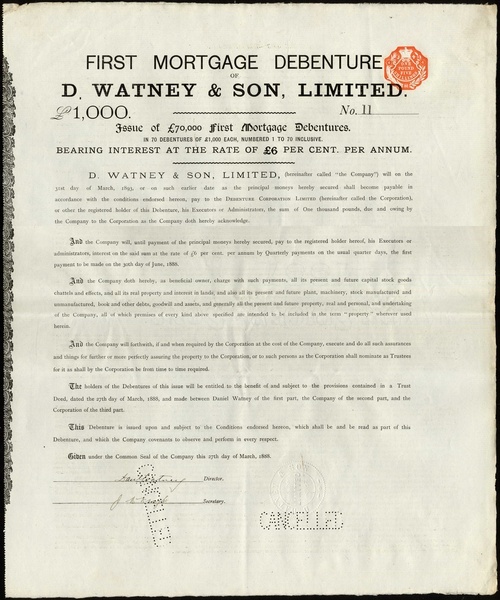 FIRST MORTGAGE DEBENTURE
OF
D. WATNEY & SON, LIMITED.
£1,000.
No. 11
Issue of £70,000 First Mortgage Debentures.
IN 70 DEBENTURES OF £1,000 EACH, NUMBERED 1 TO 70 INCLUSIVE.
BEARING INTEREST AT THE RATE OF £6 PER CENT. PER ANNUM.
D. WATNEY & SON, LIMITED, (hereinafter called "the Company") will on the
31st day of March, 1893, or on such earlier date as the principal moneys hereby secured shall become payable in
accordance with the conditions endorsed hereon, pay to the DEBENTURE CORPORATION LIMITED (hereinafter called the Corporation),
or other the registered holder of this Debenture, his Executors or Administrators, the sum of One thousand pounds, due and owing by
the Company to the Corporation as the Company doth hereby acknowledge.
And the Company will, until payment of the principal moneys hereby secured, pay to the registered holder hereof, his Executors or
administrators, interest on the said sum at the rate of £6 per cent. per annum by Quarterly payments on the usual quarter days, the first
payment to be made on the 30th day of June, 1888.
And the Company doth hereby, as beneficial owner, charge with such payments, all its present and future capital stock goods
chattels and effects, and all its real property and interest in lands, and also all its present and future plant, machinery, stock manufactured and
unmanufactured, book and other debts, goodwill and assets, and generally all the present and future property, real and personal, and undertaking
of the Company, all of which premises of every kind above specified are intended to be included in the term "property" wherever used
herein.
And the Company will forthwith, if and when required by the Corporation at the cost of the Company, execute and do all such assurances
and things for further or more perfectly assuring the property to the Corporation, or to such persons as the Corporation shall nominate as Trustees
for it as shall by the Corporation be from time to time required.
The holders of the Debentures of this issue will be entitled to the benefit of and subject to the provisions contained in a Trust
Deed, dated the 27th day of March, 1888, and made between Daniel Watney of the first part, the Company of the second part, and the
Corporation of the third part.
This Debenture is issued upon and subject to the Conditions endorsed hereon, which shall and be read as part of this
Debenture, and which the Company covenants to observe and perform in every respect.
Given under the Common Seal of the Company this 27th day of March, 1888.
Director.
Secretary.
CANCELLED